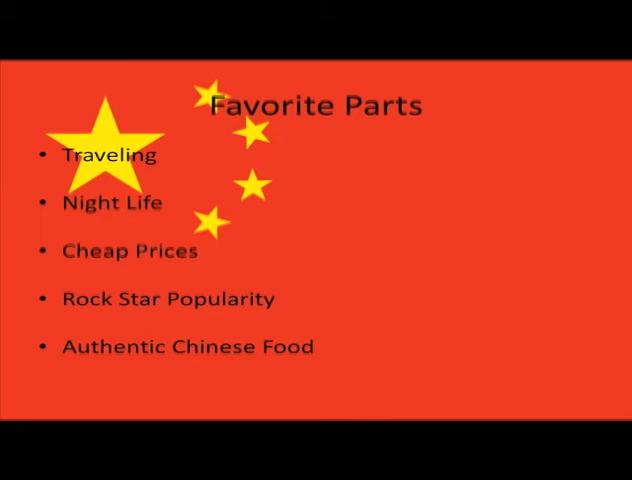 Favorite Parts
• Traveling
• Night Life
• Cheap Prices
• Rock Star Popularity
• Authentic Chinese Food